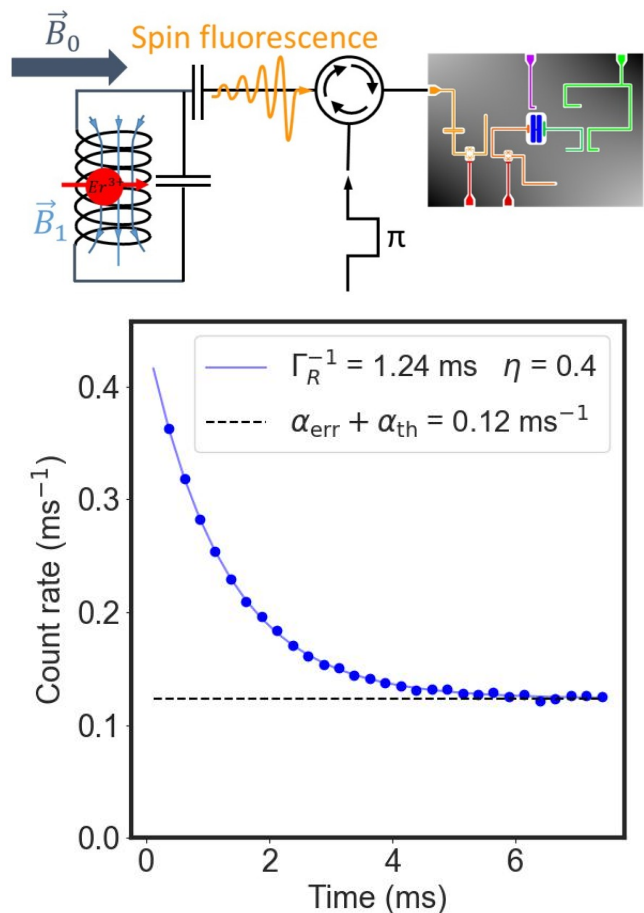 B⃗₀
Spin fluorescence
Er³⁺
B⃗₁
π
Γ_R⁻¹ = 1.24 ms η = 0.4
α_err + α_th = 0.12 ms⁻¹
Count rate (ms⁻¹)
0.4
0.3
0.2
0.1
0.0
0 2 4 6
Time (ms)